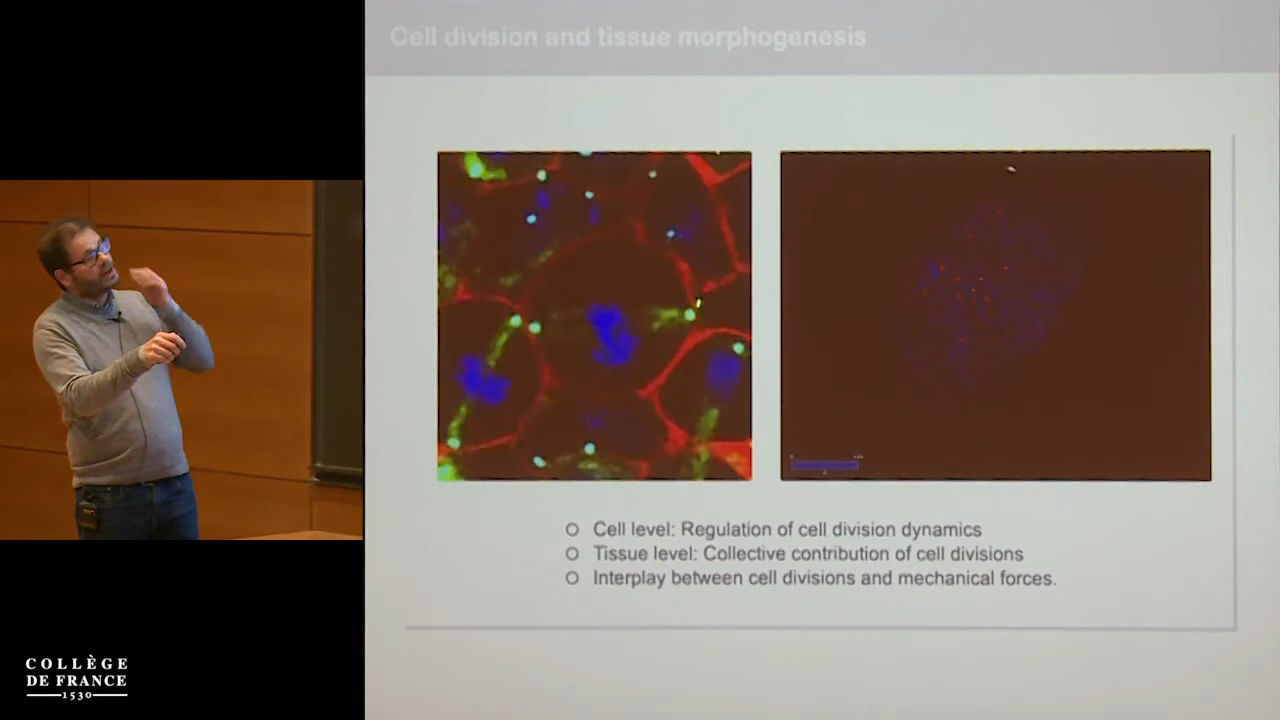 Cell division and tissue morphogenesis
Cell level: Regulation of cell division dynamics
Tissue level: Collective contribution of cell divisions
Interplay between cell divisions and mechanical forces.
COLLÈGE
DE FRANCE
1530